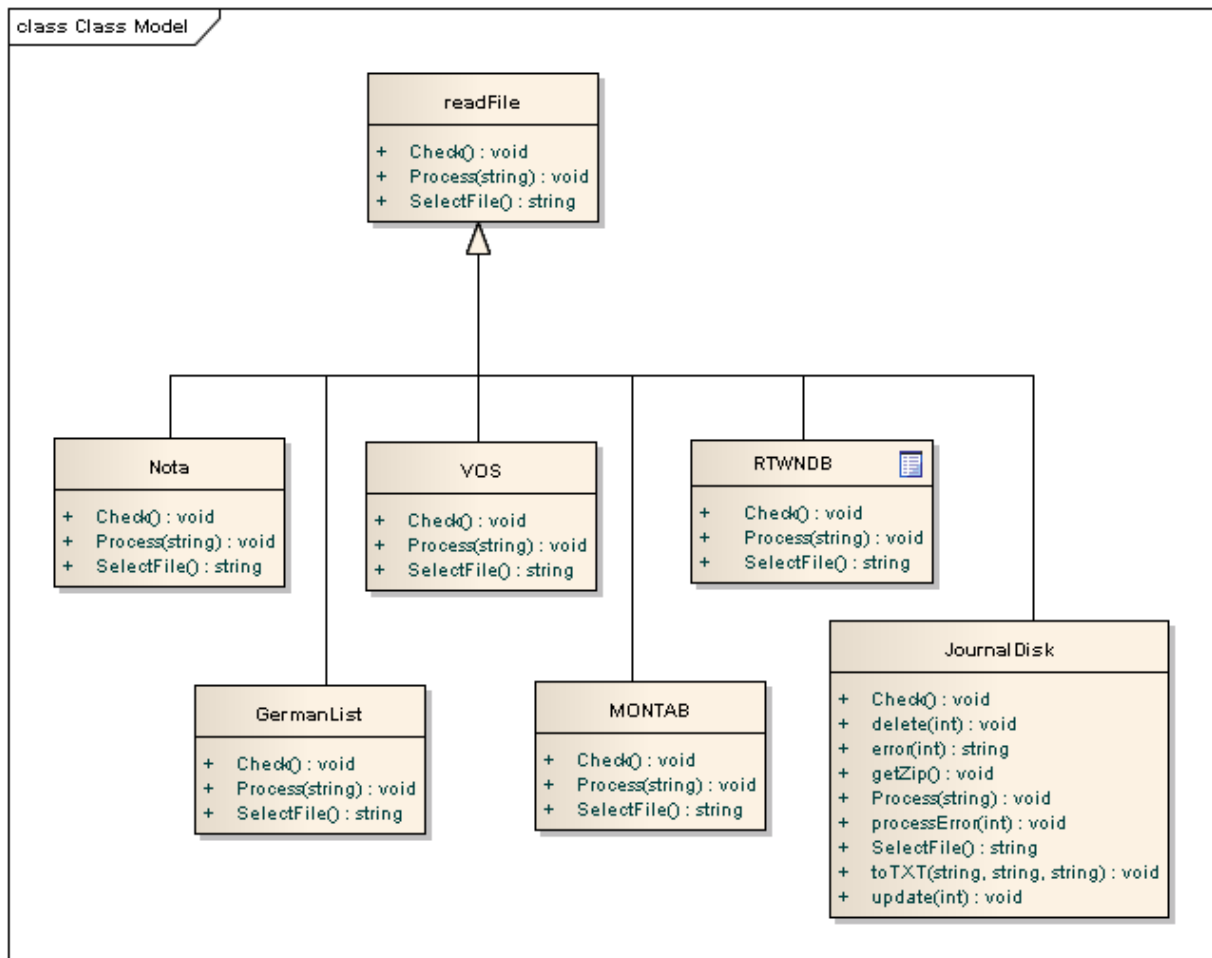 class Class Model
readFile
+ Check() : void
+ Process(string) : void
+ SelectFile() : string
Nota
+ Check() : void
+ Process(string) : void
+ SelectFile() : string
VOS
+ Check() : void
+ Process(string) : void
+ SelectFile() : string
RTWNDB
+ Check() : void
+ Process(string) : void
+ SelectFile() : string
GermanList
+ Check() : void
+ Process(string) : void
+ SelectFile() : string
MONTAB
+ Check() : void
+ Process(string) : void
+ SelectFile() : string
JournalDisk
+ Check() : void
+ delete(int) : void
+ error(int) : string
+ getZip() : void
+ Process(string) : void
+ processError(int) : void
+ SelectFile() : string
+ toTXT(string, string, string) : void
+ update(int) : void